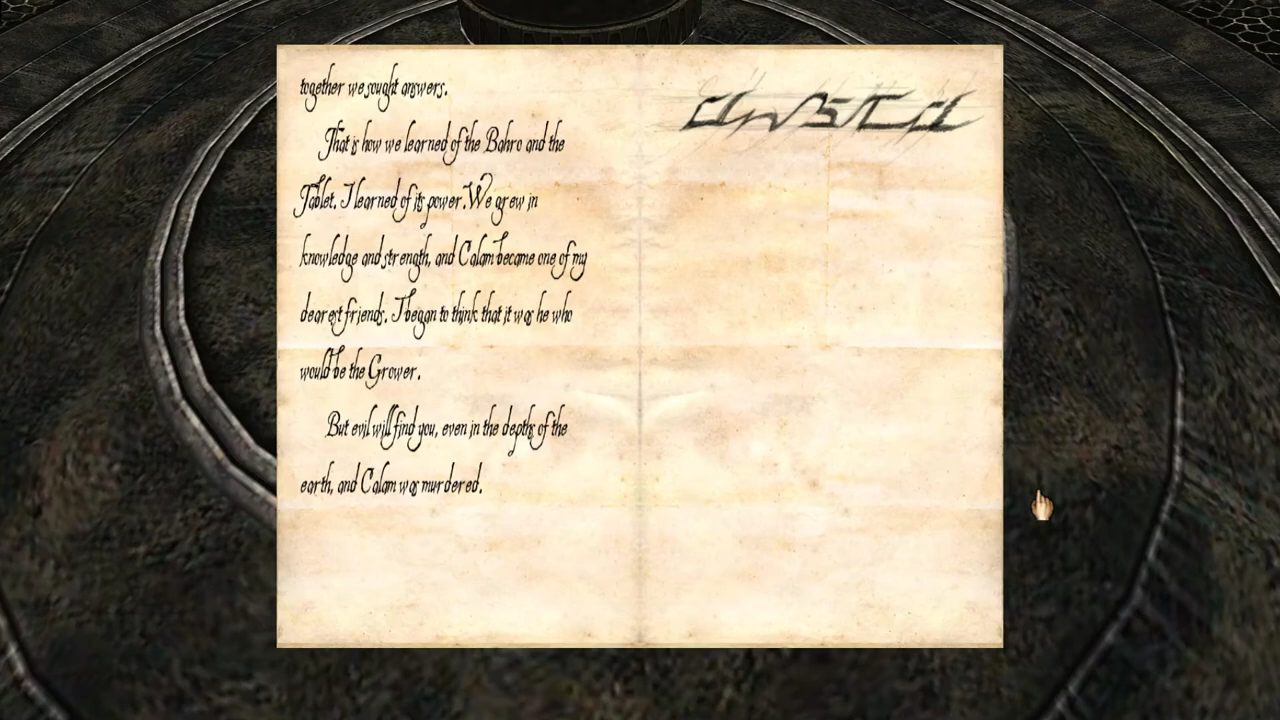 together we sought answers.
That is how we learned of the Bahro and the
Tablet. I learned of its power. We grew in
knowledge and strength, and Calam became one of my
dearest friends. I began to think that it was he who
would be the Grower.
But evil will find you, even in the depths of the
earth, and Calam was murdered.